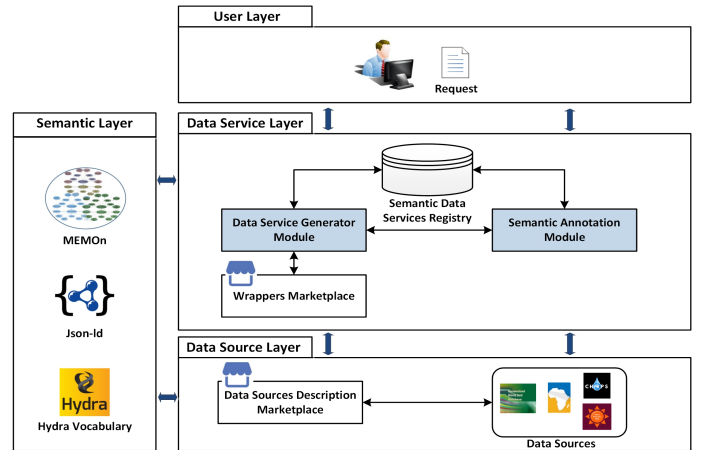 User Layer
Request
Semantic Layer
MEMOn
Json-ld
Hydra
Hydra Vocabulary
Data Service Layer
Semantic Data
Services Registry
Data Service Generator
Module
Semantic Annotation
Module
Wrappers Marketplace
Data Source Layer
Data Sources Description
Marketplace
Data Sources